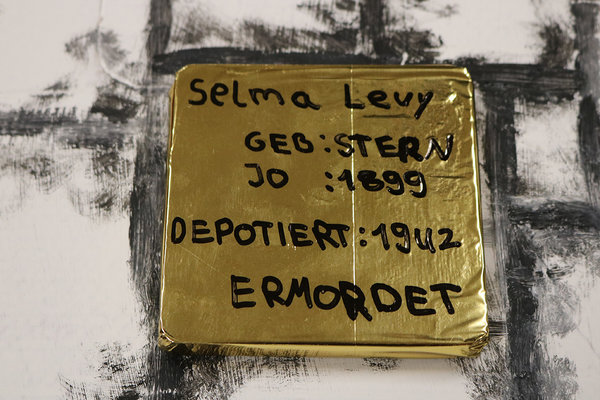 Selma Levy
GEB:STERN
JO :1899
DEPOTIERT:1942
ERMORDET